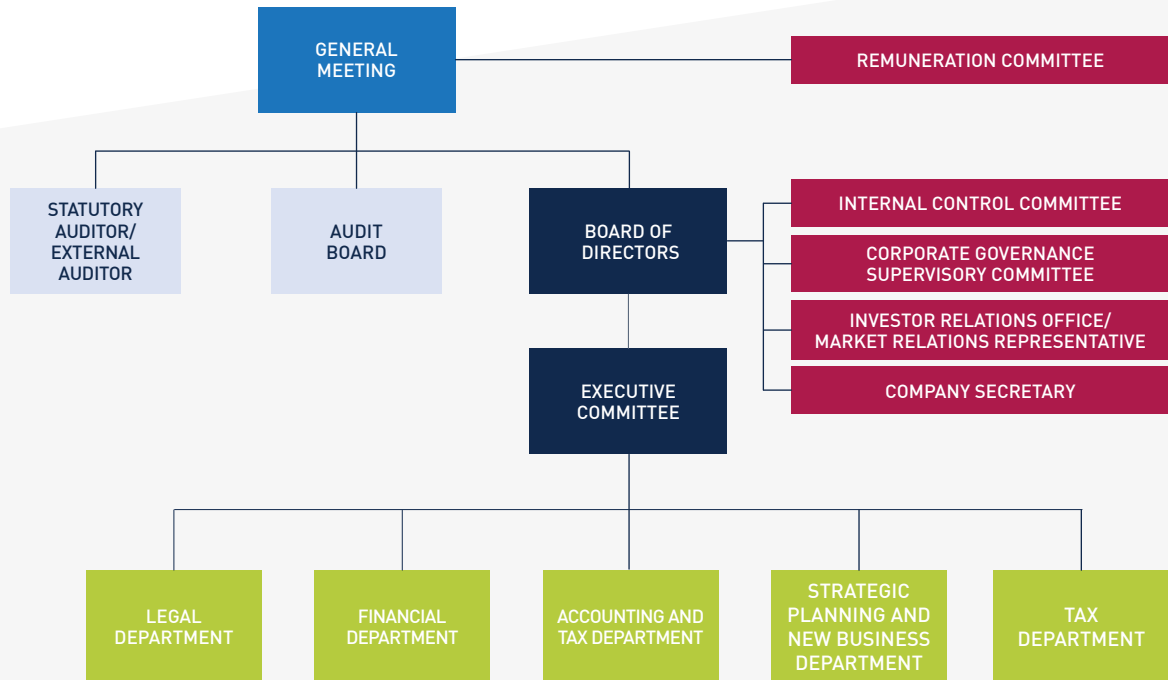 GENERAL
MEETING
REMUNERATION COMMITTEE
STATUTORY
AUDITOR/
EXTERNAL
AUDITOR
AUDIT
BOARD
BOARD OF
DIRECTORS
INTERNAL CONTROL COMMITTEE
CORPORATE GOVERNANCE
SUPERVISORY COMMITTEE
INVESTOR RELATIONS OFFICE/
MARKET RELATIONS REPRESENTATIVE
COMPANY SECRETARY
EXECUTIVE
COMMITTEE
LEGAL
DEPARTMENT
FINANCIAL
DEPARTMENT
ACCOUNTING AND
TAX DEPARTMENT
STRATEGIC
PLANNING AND
NEW BUSINESS
DEPARTMENT
TAX
DEPARTMENT